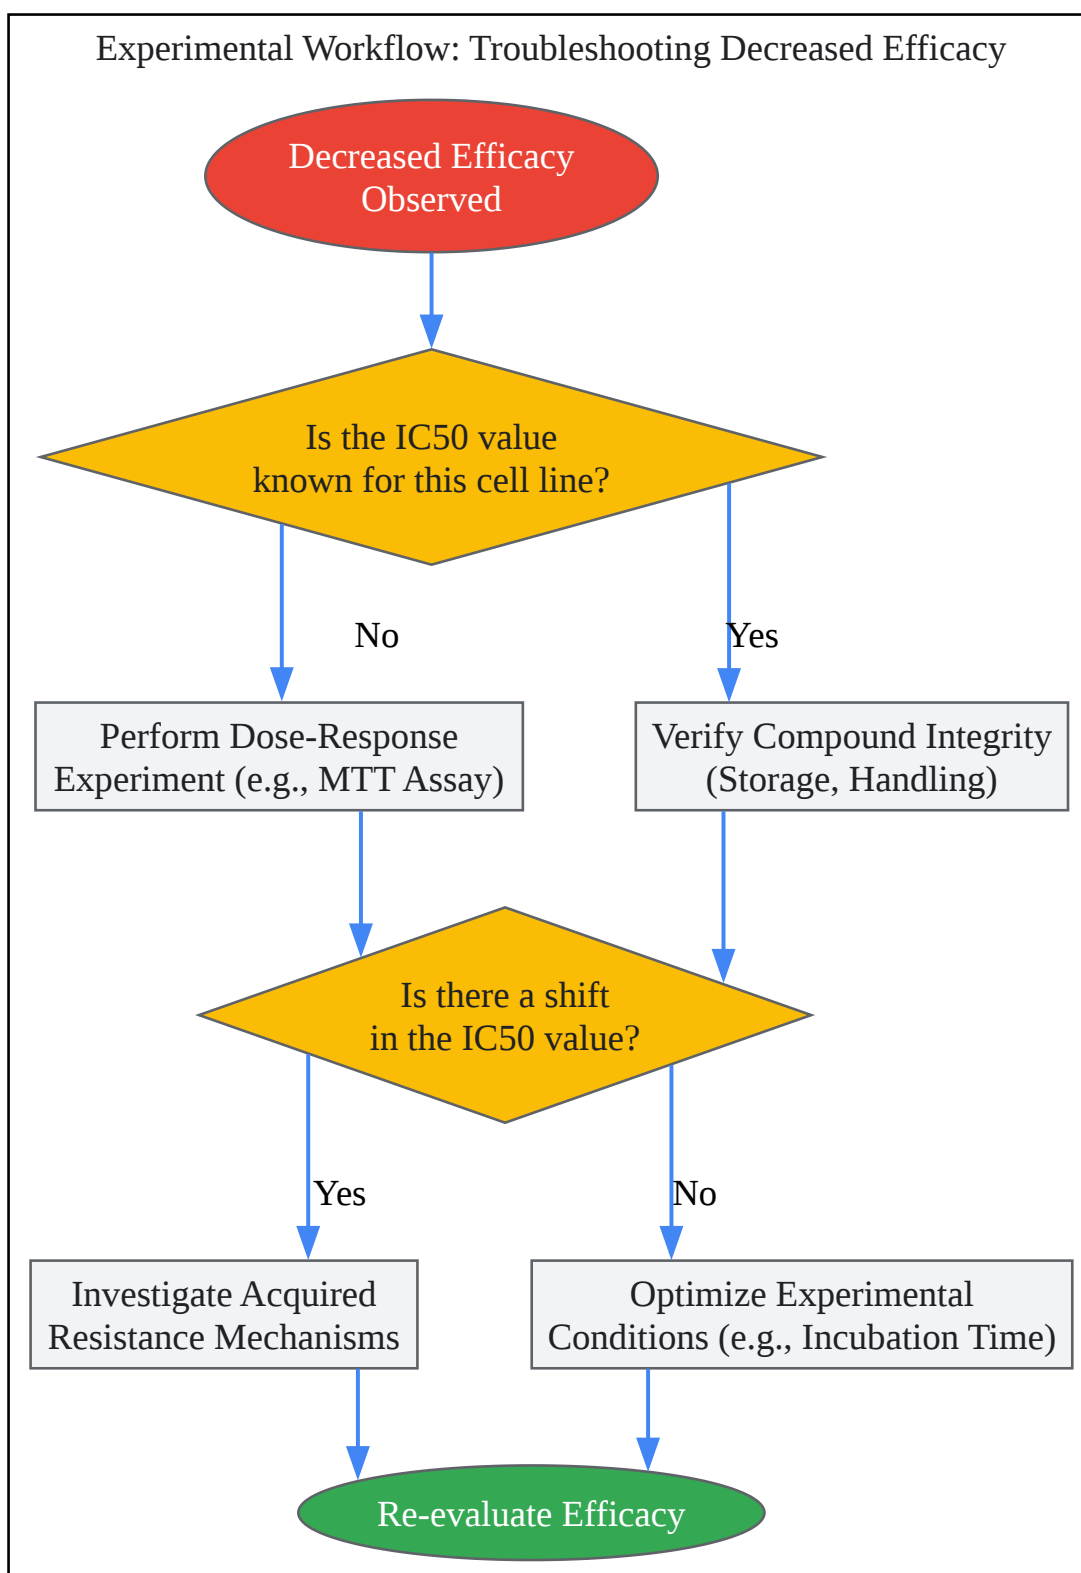 Experimental Workflow: Troubleshooting Decreased Efficacy
Decreased Efficacy
Observed
Is the IC50 value
known for this cell line?
No
Yes
Perform Dose-Response
Experiment (e.g., MTT Assay)
Verify Compound Integrity
(Storage, Handling)
Is there a shift
in the IC50 value?
Yes
No
Investigate Acquired
Resistance Mechanisms
Optimize Experimental
Conditions (e.g., Incubation Time)
Re-evaluate Efficacy